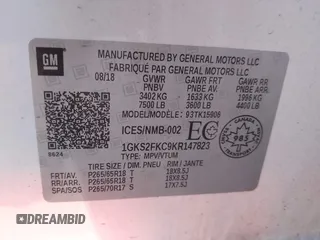 GM
MANUFACTURED BY GENERAL MOTORS LLC
FABRIQUÉ PAR GENERAL MOTORS LLC
08/18 GVWR GAWR FRT GAWR RR
PNBV PNBE AV. PNBE ARR.
3402 KG 1633 KG 1996 KG
7500 LB 3600 LB 4400 LB
ICES/NMB-002
1GKS2FKC9KR147823
TYPE: MPV/VTUM
TIRE SIZE / DIM. PNEU RIM / JANTE
5624
FRT/AV. P265/65R18 T 18X8.5J
RR/ARR. P265/65R18 T 18X8.5J
SPA/SOS P265/70R17 S 17X7.5J
DREAMBID
autobidmaster